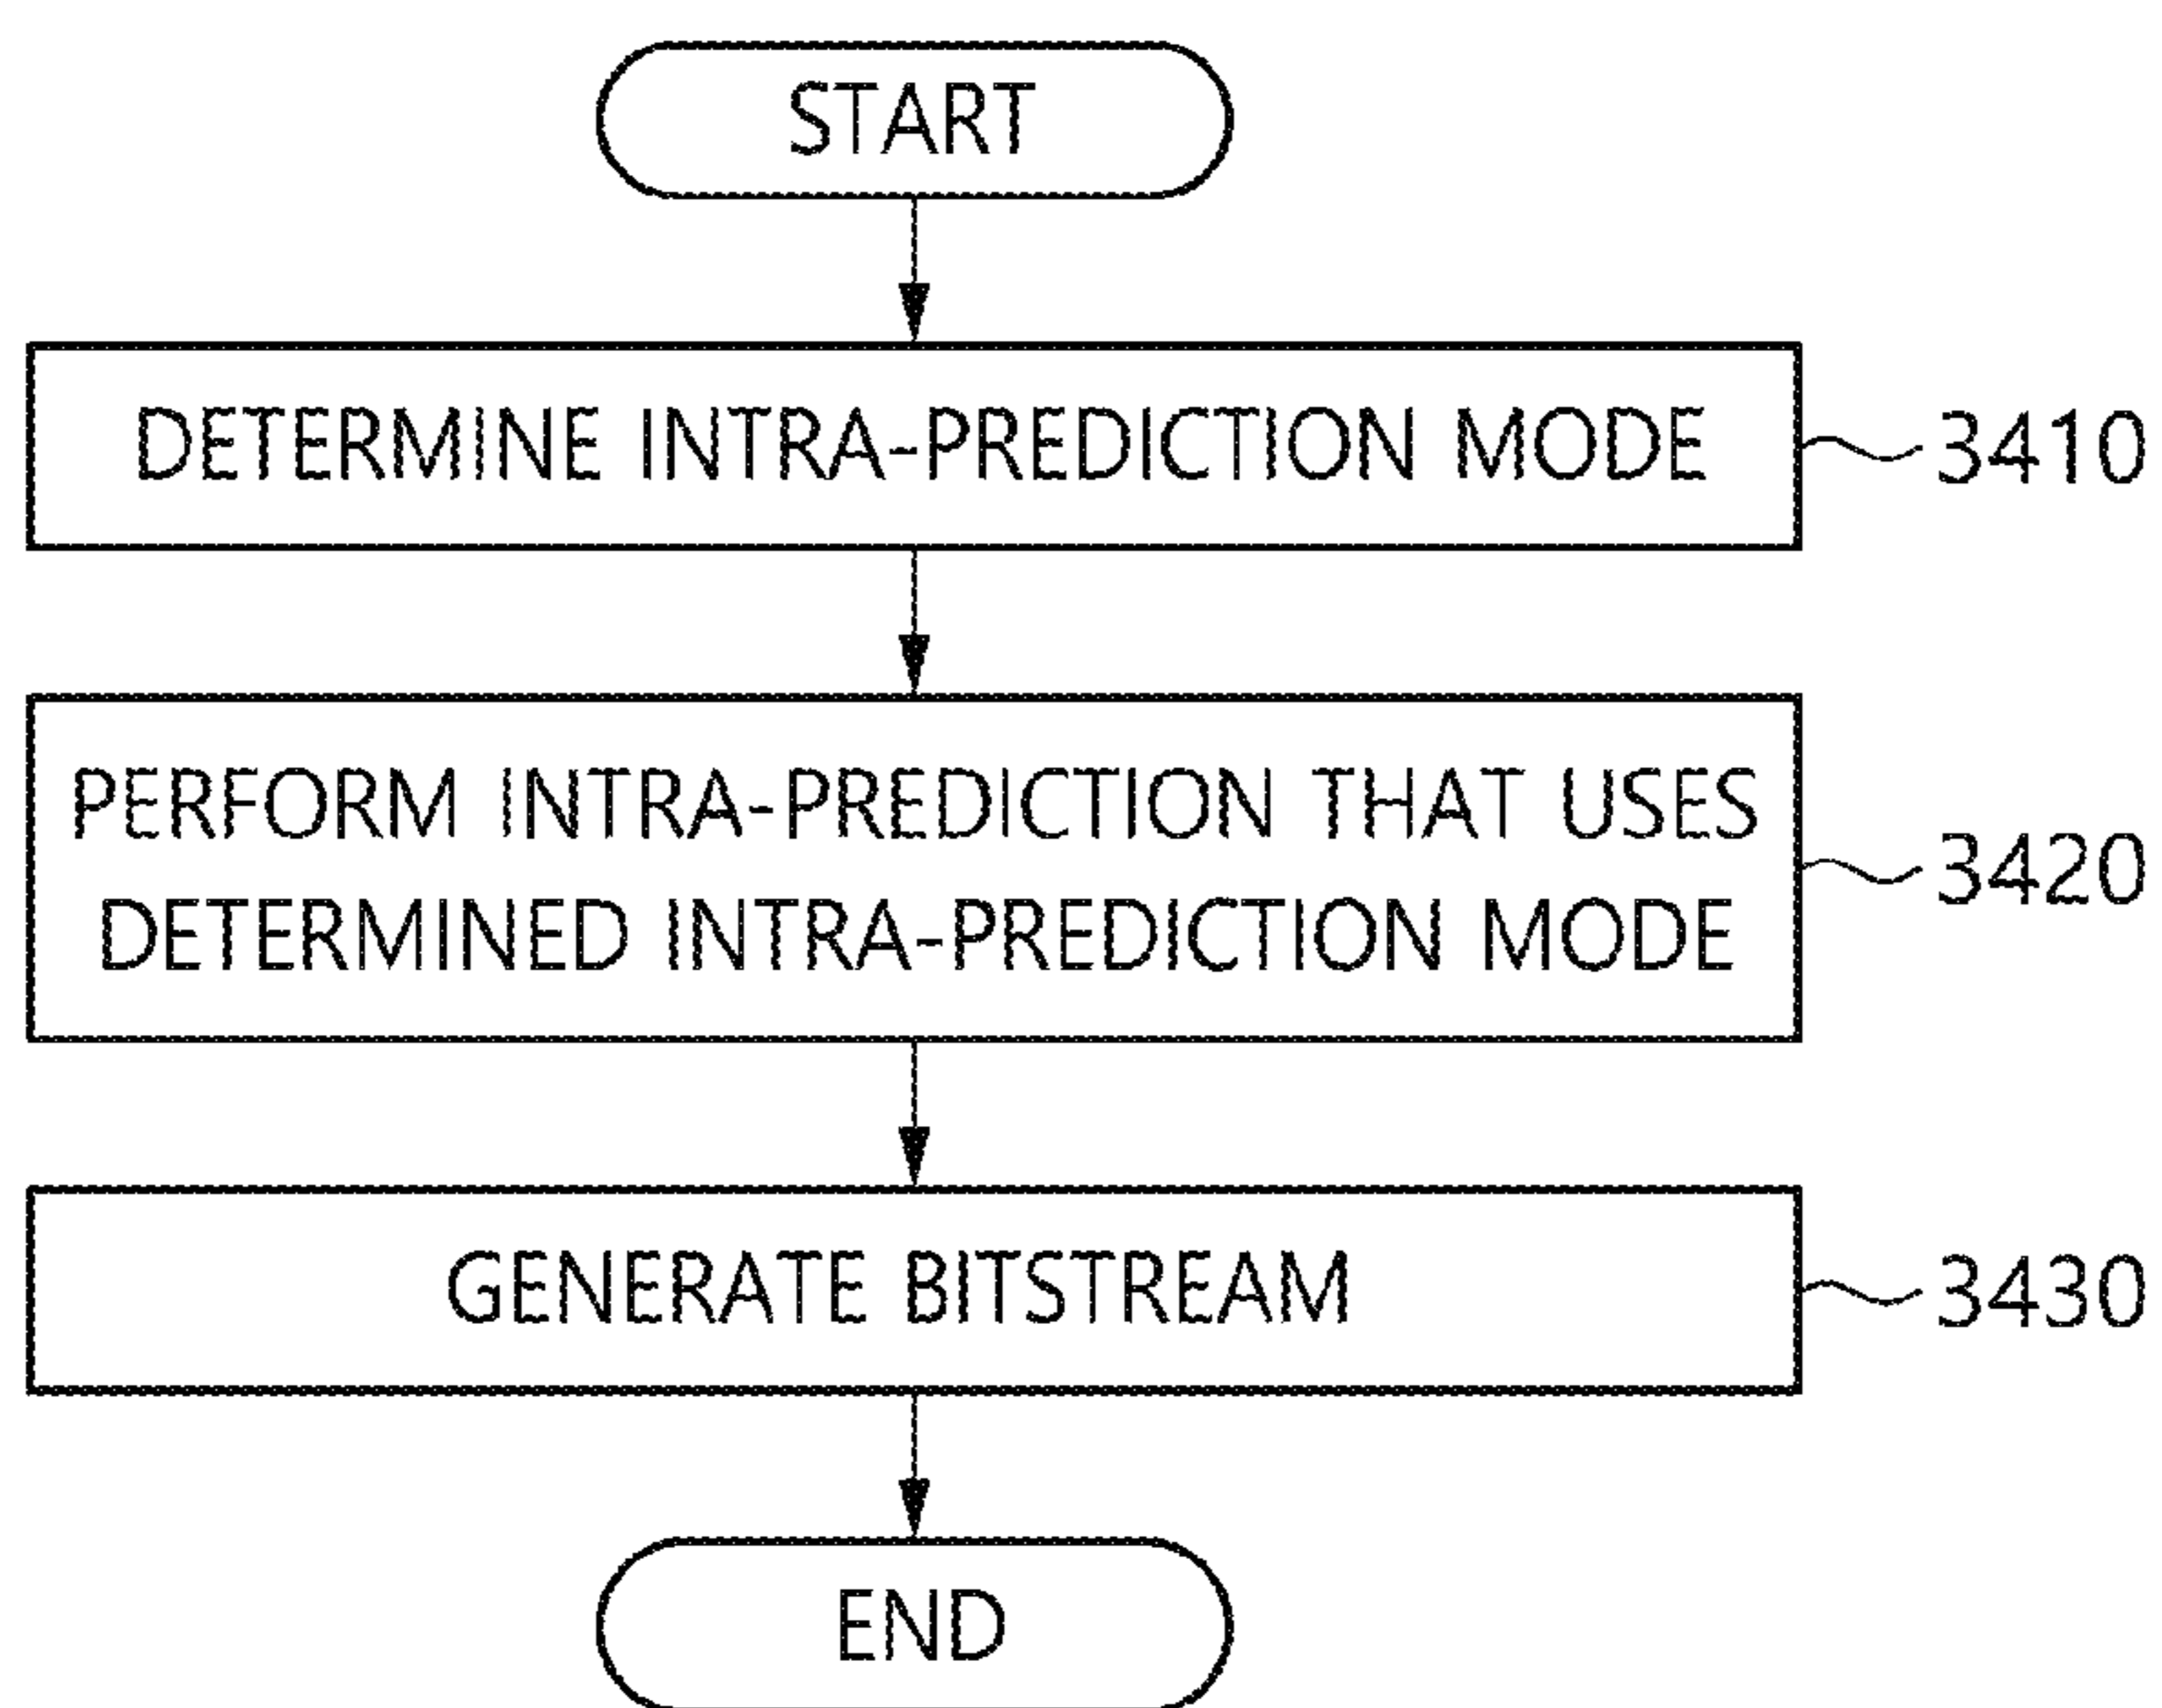 START
DETERMINE INTRA-PREDICTION MODE
3410
PERFORM INTRA-PREDICTION THAT USES
DETERMINED INTRA-PREDICTION MODE
3420
GENERATE BITSTREAM
3430
END